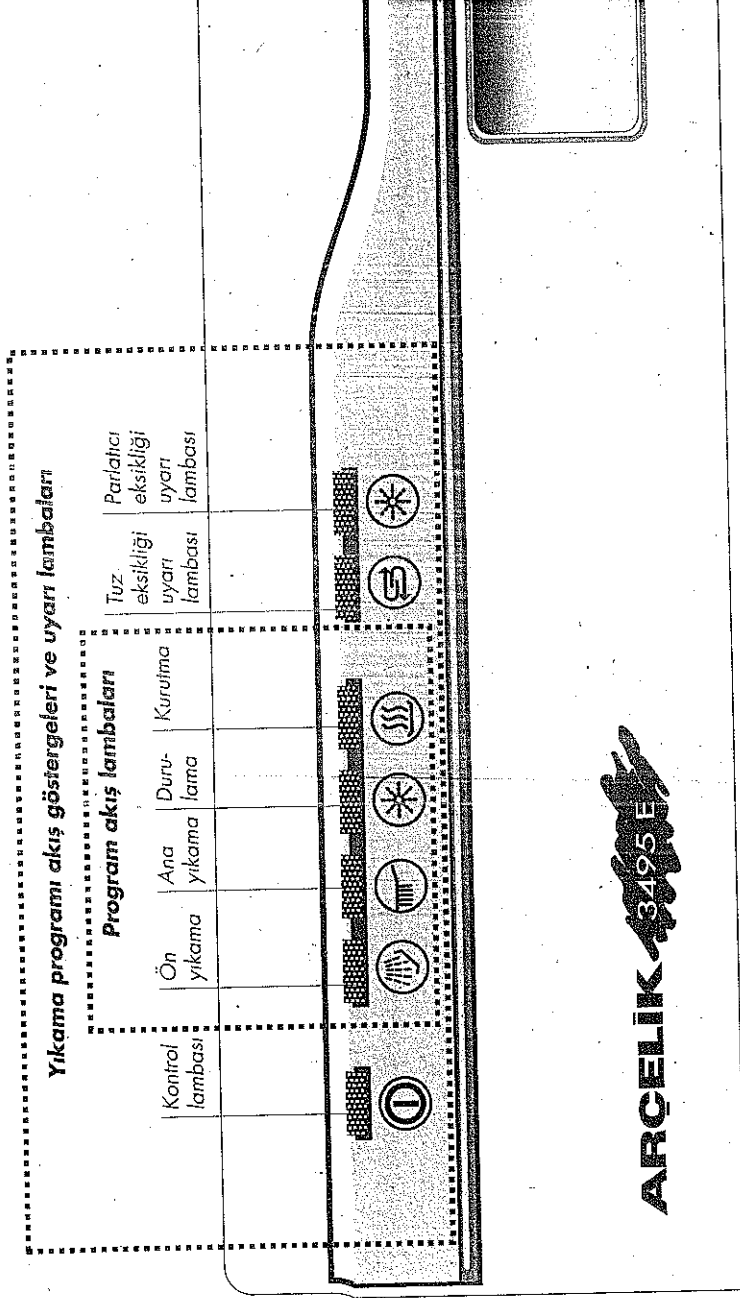 Yıkama programı akış göstergeleri ve uyarı lambaları
Program akış lambaları
Kontrol
lambası
Ön
yıkama
Ana
yıkama
Duru-
lama
Kurutma
Tuz
eksikliği
uyarı
lambası
Parlatıcı
eksikliği
uyarı
lambası
ARÇELİK 3495 E